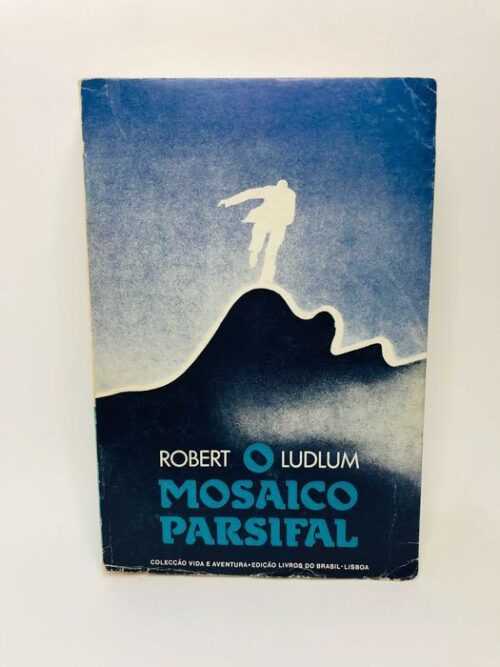 ROBERT O LUDLUM
MOSAICO
PARSIFAL
COLECÇÃO VIDA E AVENTURA-EDIÇÃO LIVROS DO BRASIL-LISBOA